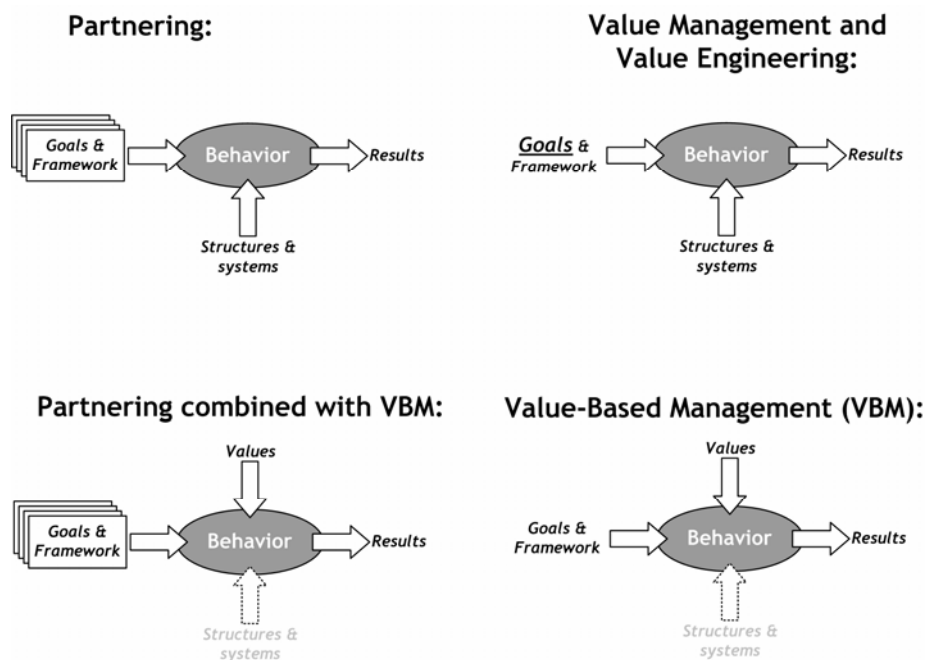 Partnering:
Goals &
Framework
Behavior
Results
Structures &
systems
Value Management and
Value Engineering:
Goals &
Framework
Behavior
Results
Structures &
systems
Partnering combined with VBM:
Values
Goals &
Framework
Behavior
Results
Structures &
systems
Value-Based Management (VBM):
Values
Goals &
Framework
Behavior
Results
Structures &
systems